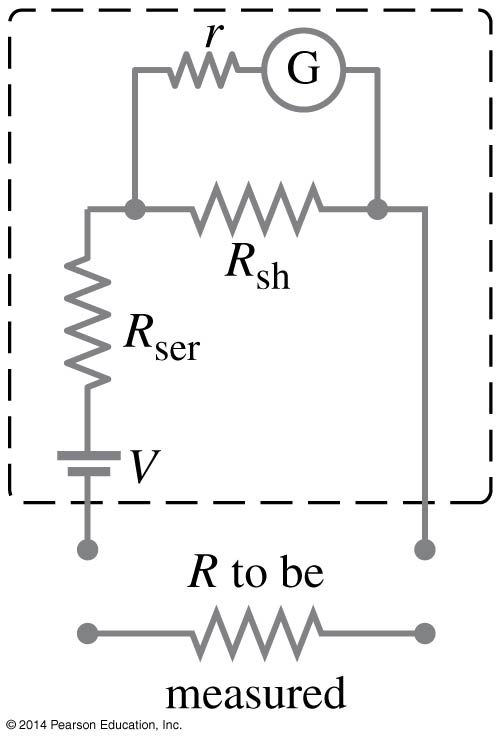 r
G
R_sh
R_ser
V
R to be
measured
© 2014 Pearson Education, Inc.